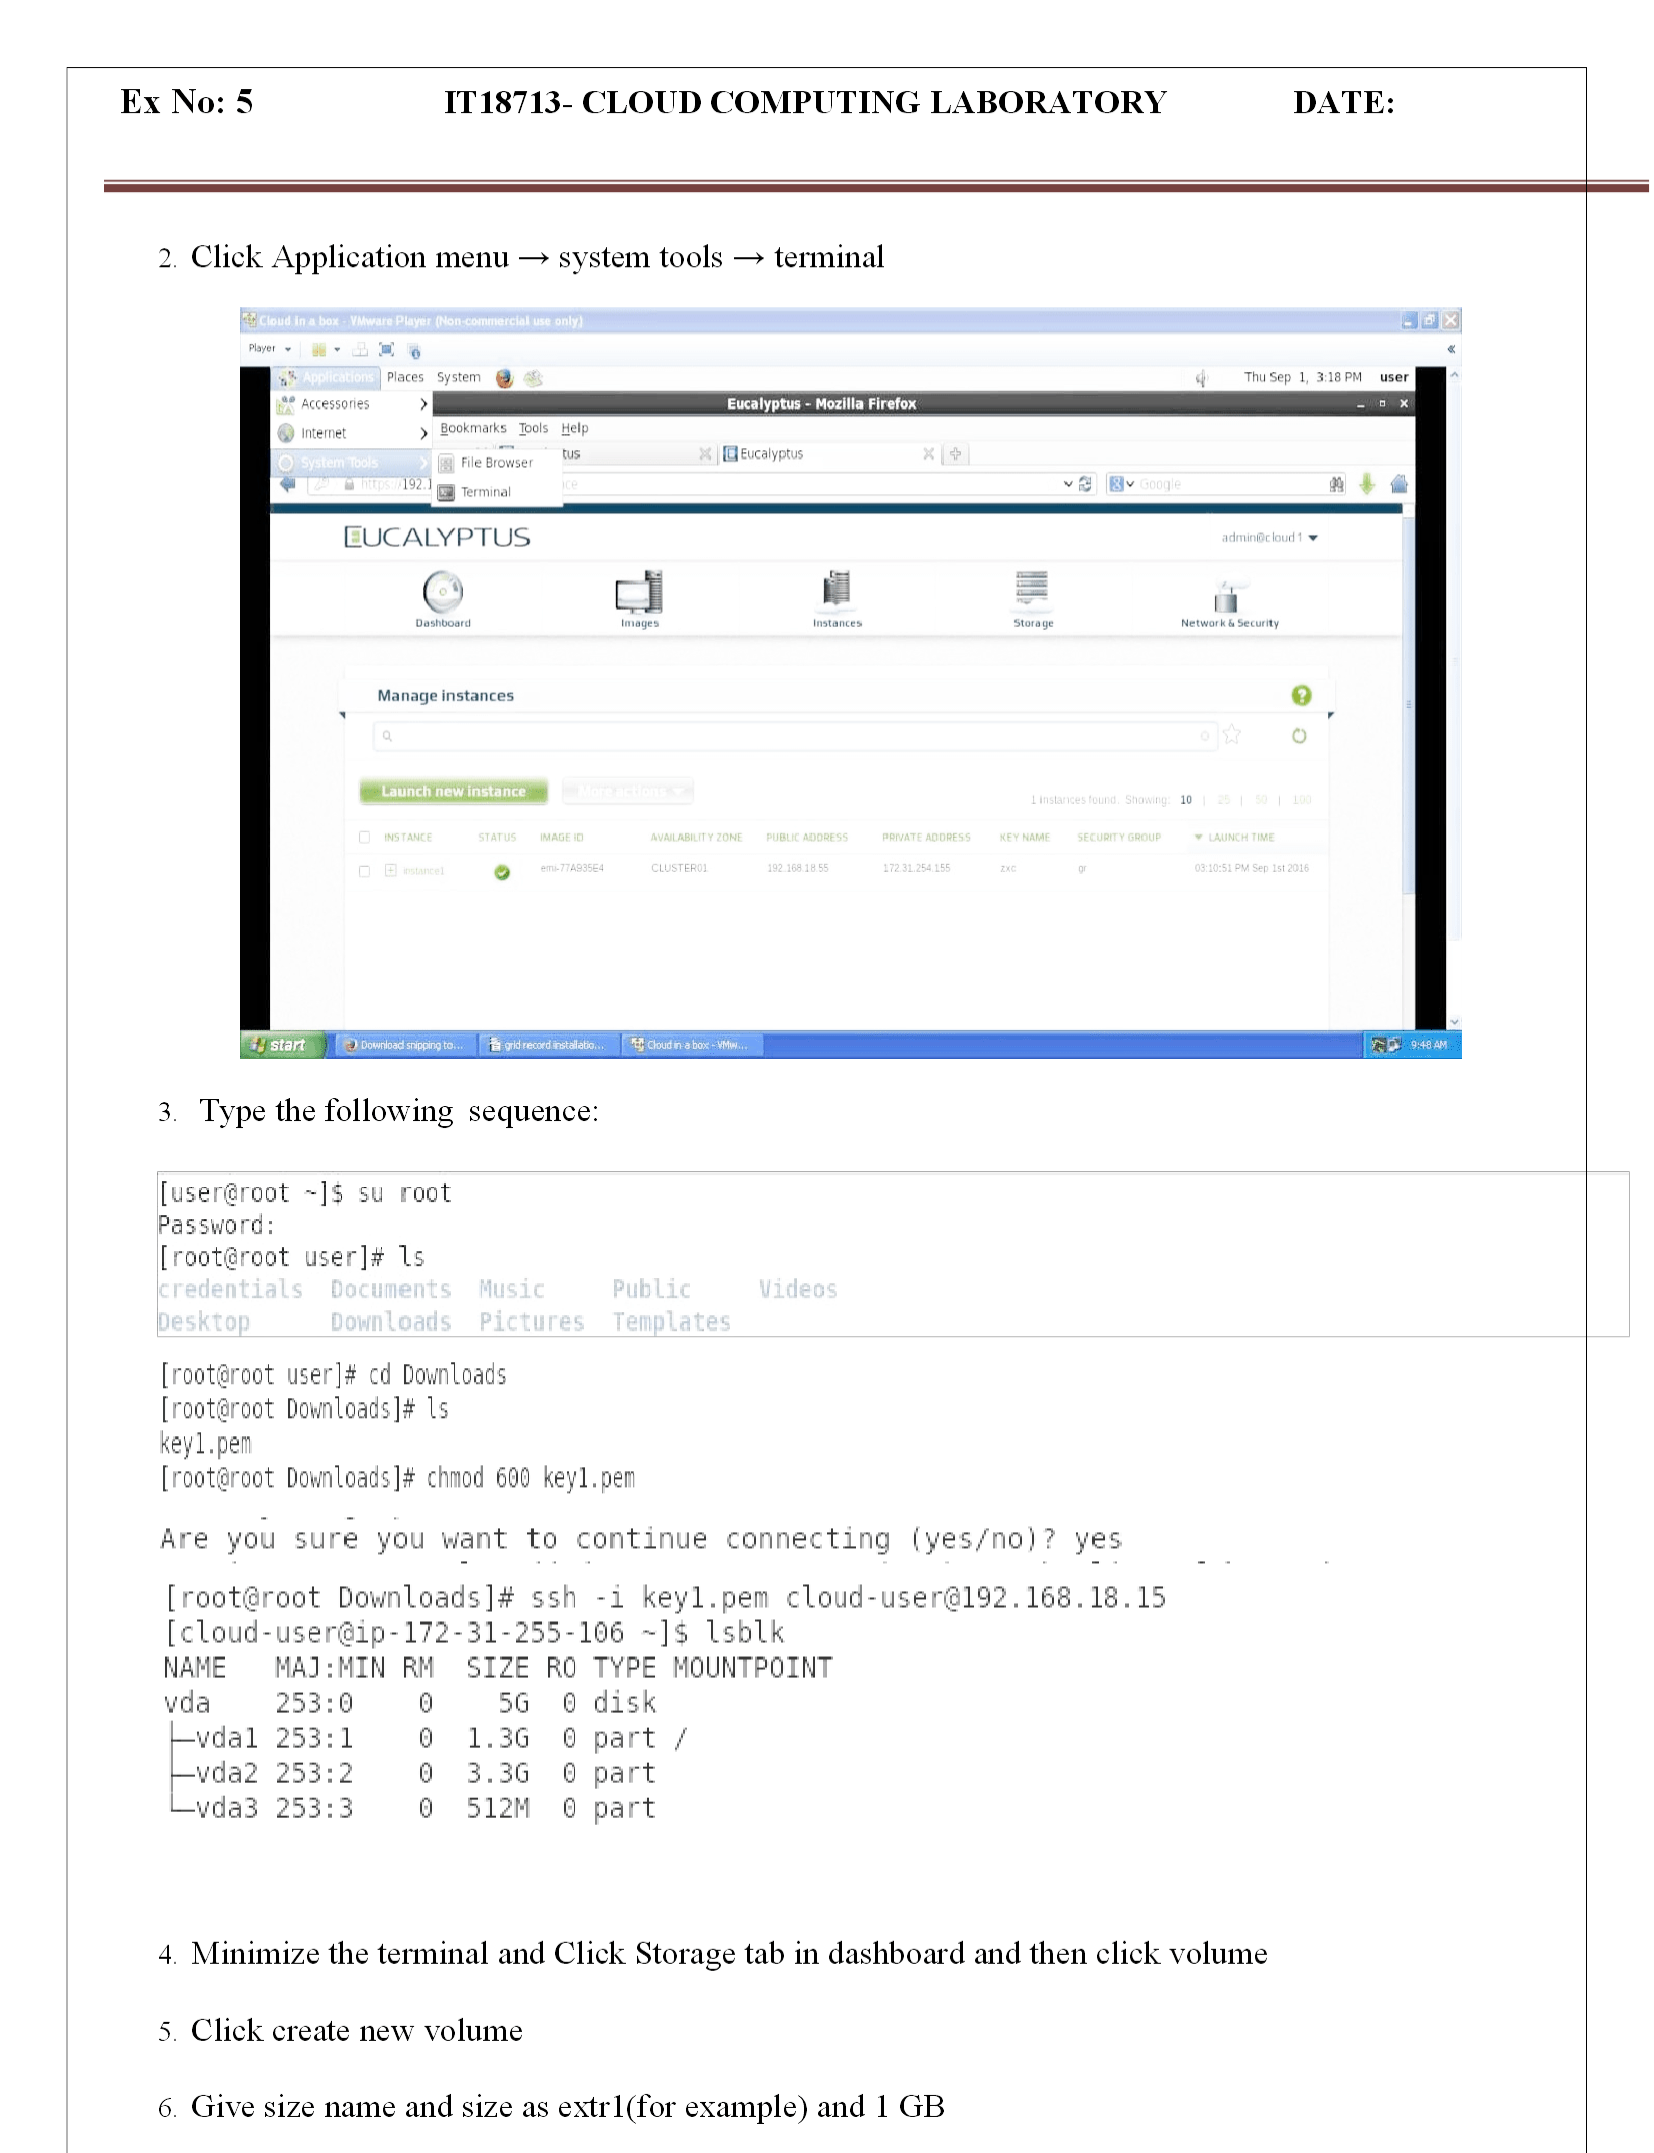 Ex No: 5 IT18713- CLOUD COMPUTING LABORATORY DATE:
2. Click Application menu → system tools → terminal
Cloud in a box - VMware Player (Non-commercial use only)
Player
Applications Places System Thu Sep 1, 3:18 PM user
Accessories Eucalyptus - Mozilla Firefox
Internet Bookmarks Tools Help
System Tools File Browser tus Eucalyptus
https://192.1 Terminal ce Google
EUCALYPTUS admin@cloud1
Dashboard Images Instances Storage Network & Security
Manage instances
Launch new instance More actions 1 instances found. Showing: 10 | 25 | 50 | 100
INSTANCE STATUS IMAGE ID AVAILABILITY ZONE PUBLIC ADDRESS PRIVATE ADDRESS KEY NAME SECURITY GROUP LAUNCH TIME
instance1 emi-77A935E4 CLUSTER01 192.168.18.55 172.31.254.155 zxc gr 03:10:51 PM Sep 1st 2016
start Download snipping to... grid record installatio... Cloud in a box - VMw... 9:48 AM
3. Type the following sequence:
[user@root ~]$ su root
Password:
[root@root user]# ls
credentials Documents Music Public Videos
Desktop Downloads Pictures Templates
[root@root user]# cd Downloads
[root@root Downloads]# ls
key1.pem
[root@root Downloads]# chmod 600 key1.pem
Are you sure you want to continue connecting (yes/no)? yes
[root@root Downloads]# ssh -i key1.pem cloud-user@192.168.18.15
[cloud-user@ip-172-31-255-106 ~]$ lsblk
NAME MAJ:MIN RM SIZE RO TYPE MOUNTPOINT
vda 253:0 0 5G 0 disk
├─vda1 253:1 0 1.3G 0 part /
├─vda2 253:2 0 3.3G 0 part
└─vda3 253:3 0 512M 0 part
4. Minimize the terminal and Click Storage tab in dashboard and then click volume
5. Click create new volume
6. Give size name and size as extr1(for example) and 1 GB